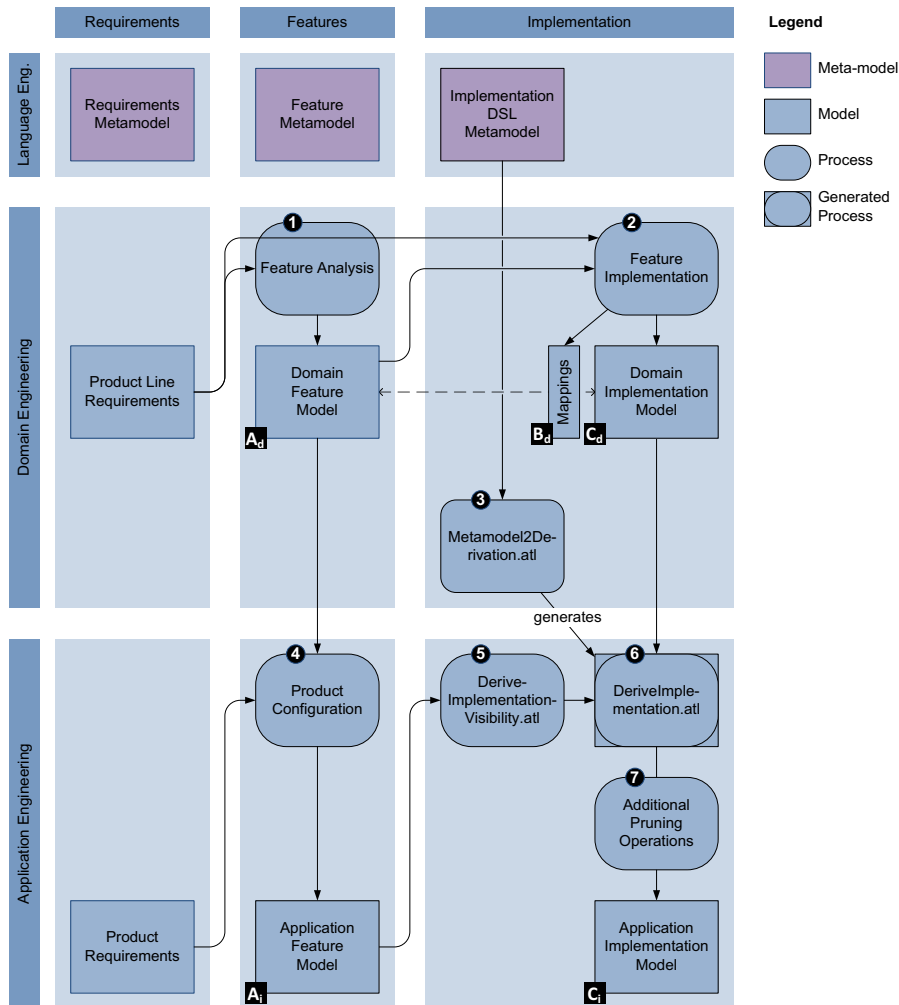 Requirements
Features
Implementation
Legend
Language Eng.
Requirements
Metamodel
Feature
Metamodel
Implementation
DSL
Metamodel
Meta-model
Model
Process
Generated
Process
Domain Engineering
1
Feature Analysis
2
Feature
Implementation
Product Line
Requirements
Domain
Feature
Model
Ad
Mappings
Bd
Domain
Implementation
Model
Cd
3
Metamodel2De-
rivation.atl
generates
Application Engineering
4
Product
Configuration
5
Derive-
Implementation-
Visibility.atl
6
DeriveImple-
mentation.atl
7
Additional
Pruning
Operations
Product
Requirements
Application
Feature
Model
Ai
Application
Implementation
Model
Ci